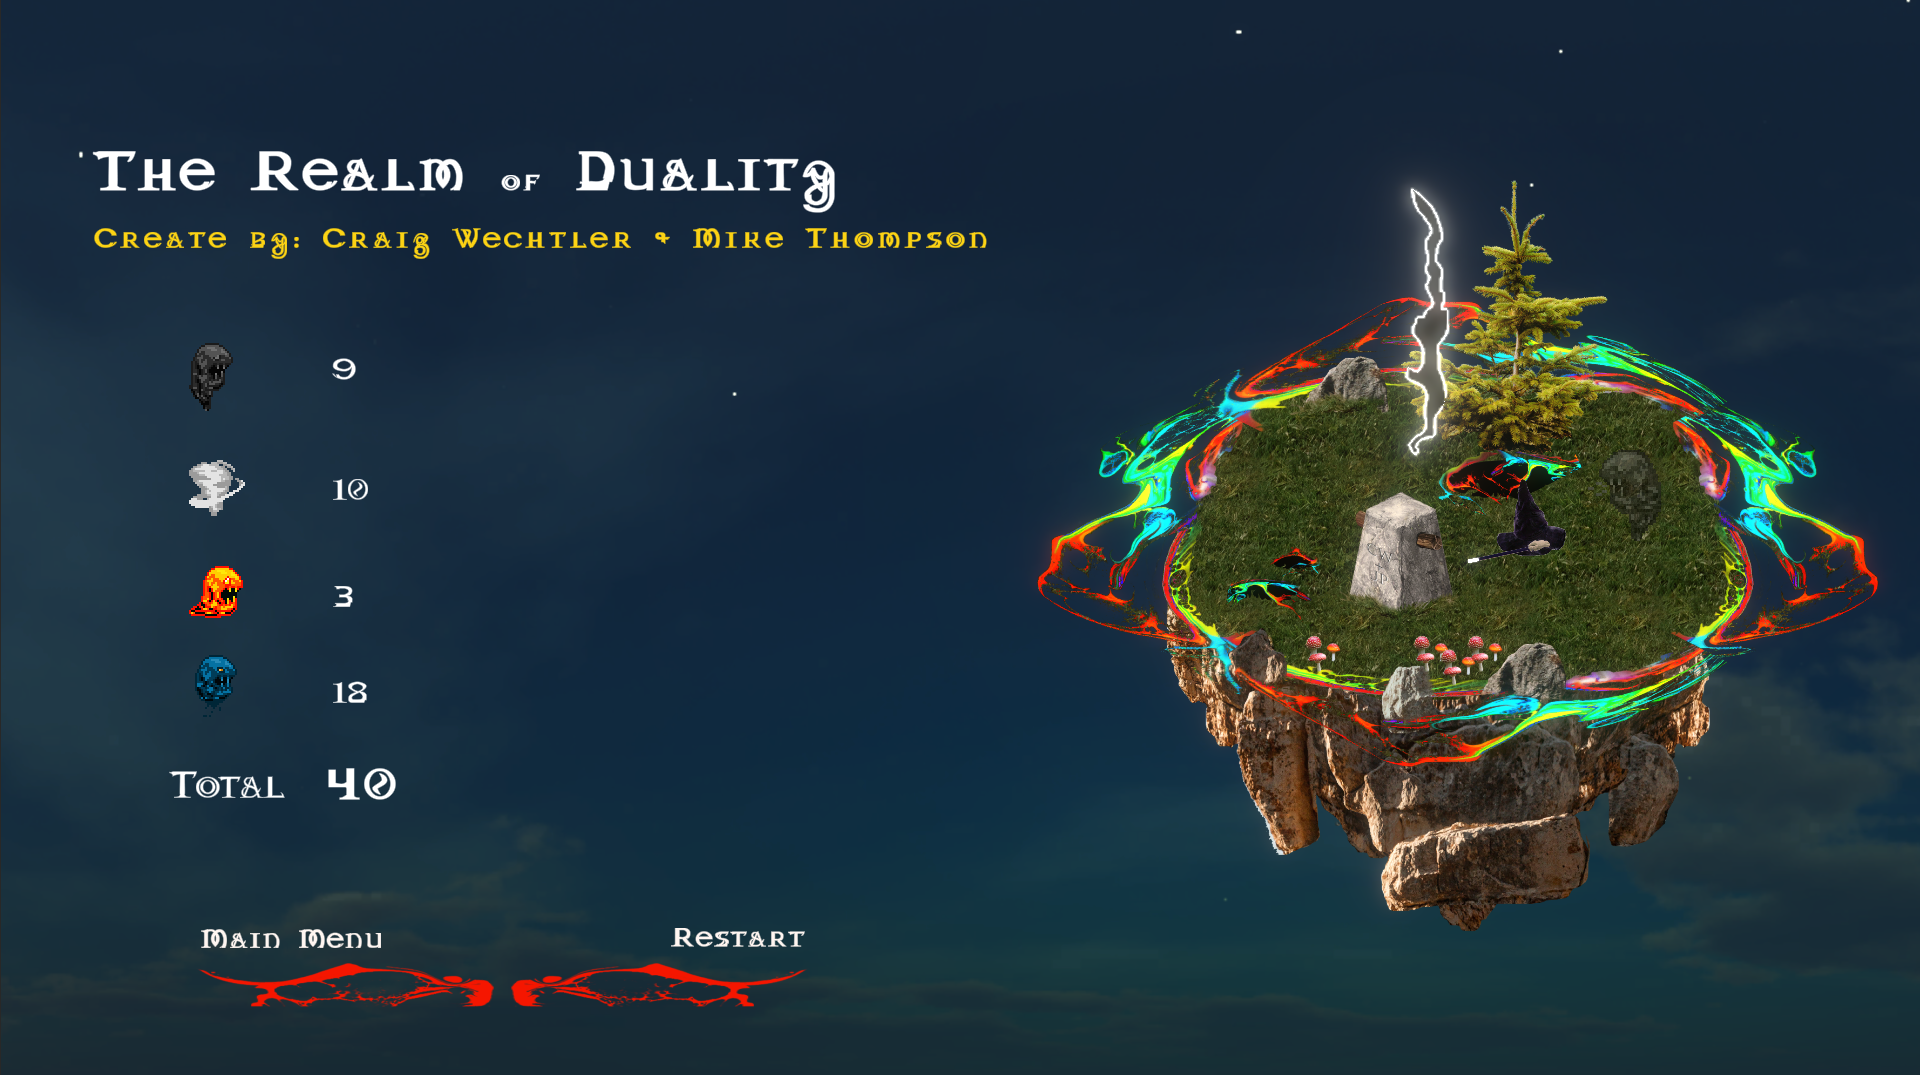 The Realm of Duality
Create by: Craig Wechtler & Mike Thompson
9
10
3
18
Total 40
Main Menu
Restart
UP